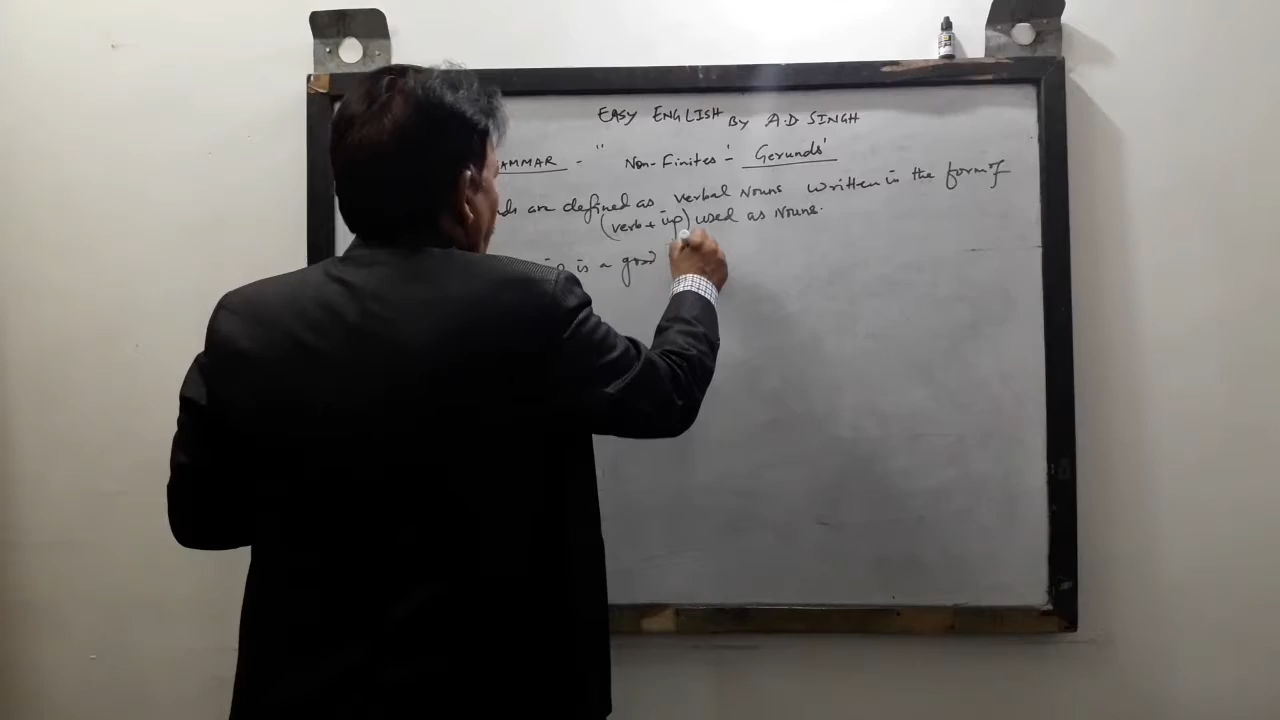 EASY ENGLISH BY A.D SINGH
AMMAR - " Non-Finites' - Gerunds'
are defined as verbal Nouns written in the form of
(verb + ing) used as Nouns.
is a good